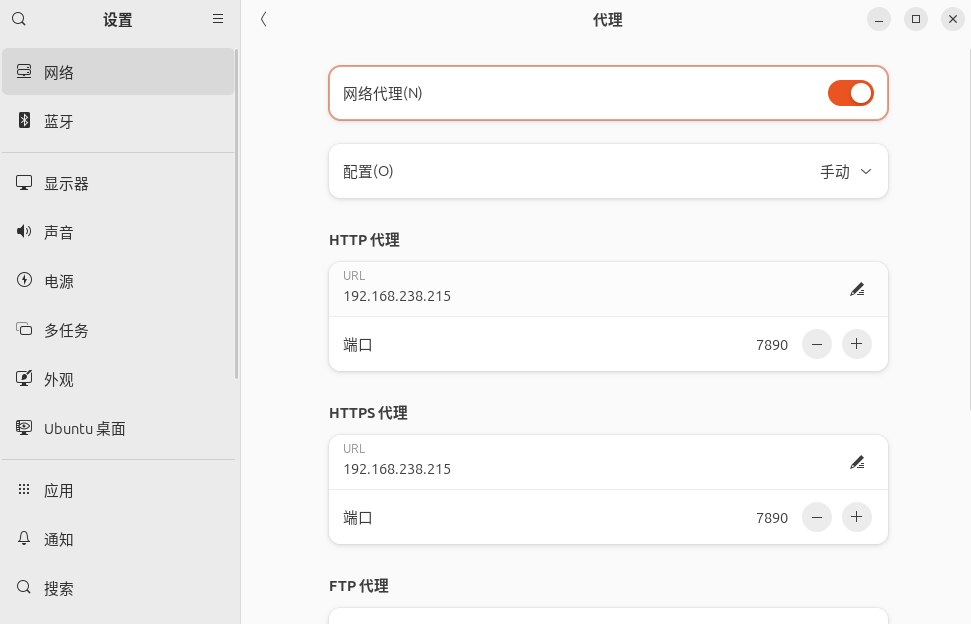 设置
代理
网络
蓝牙
显示器
声音
电源
多任务
外观
Ubuntu 桌面
应用
通知
搜索
网络代理(N)
配置(O) 手动
HTTP 代理
URL
192.168.238.215
端口 7890
HTTPS 代理
URL
192.168.238.215
端口 7890
FTP 代理